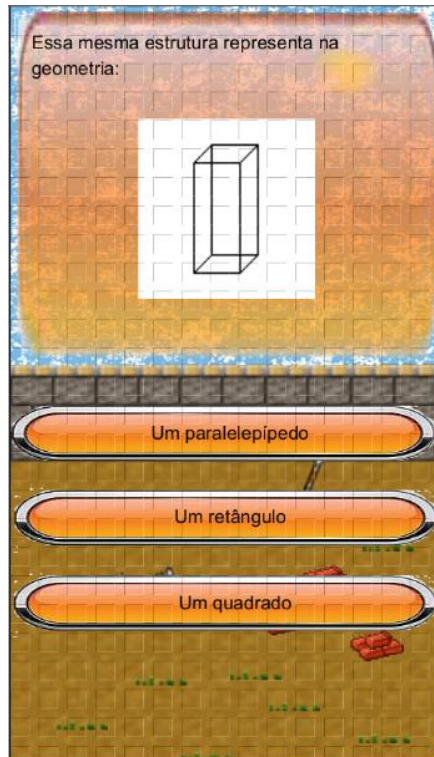 Essa mesma estrutura representa na
geometria:
Um paralelepípedo
Um retângulo
Um quadrado